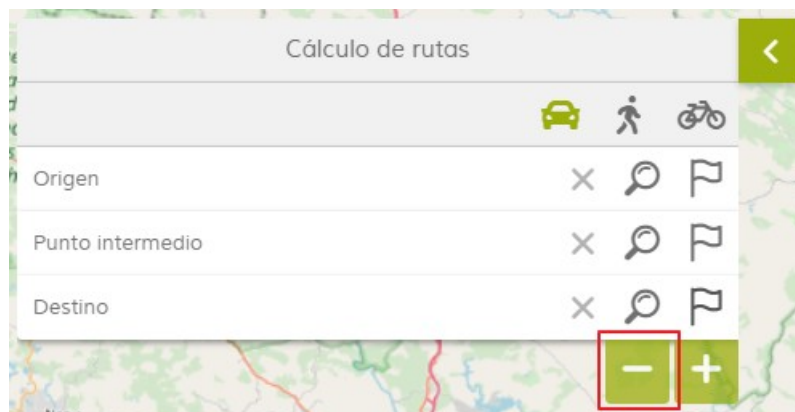 Cálculo de rutas
Origen
Punto intermedio
Destino